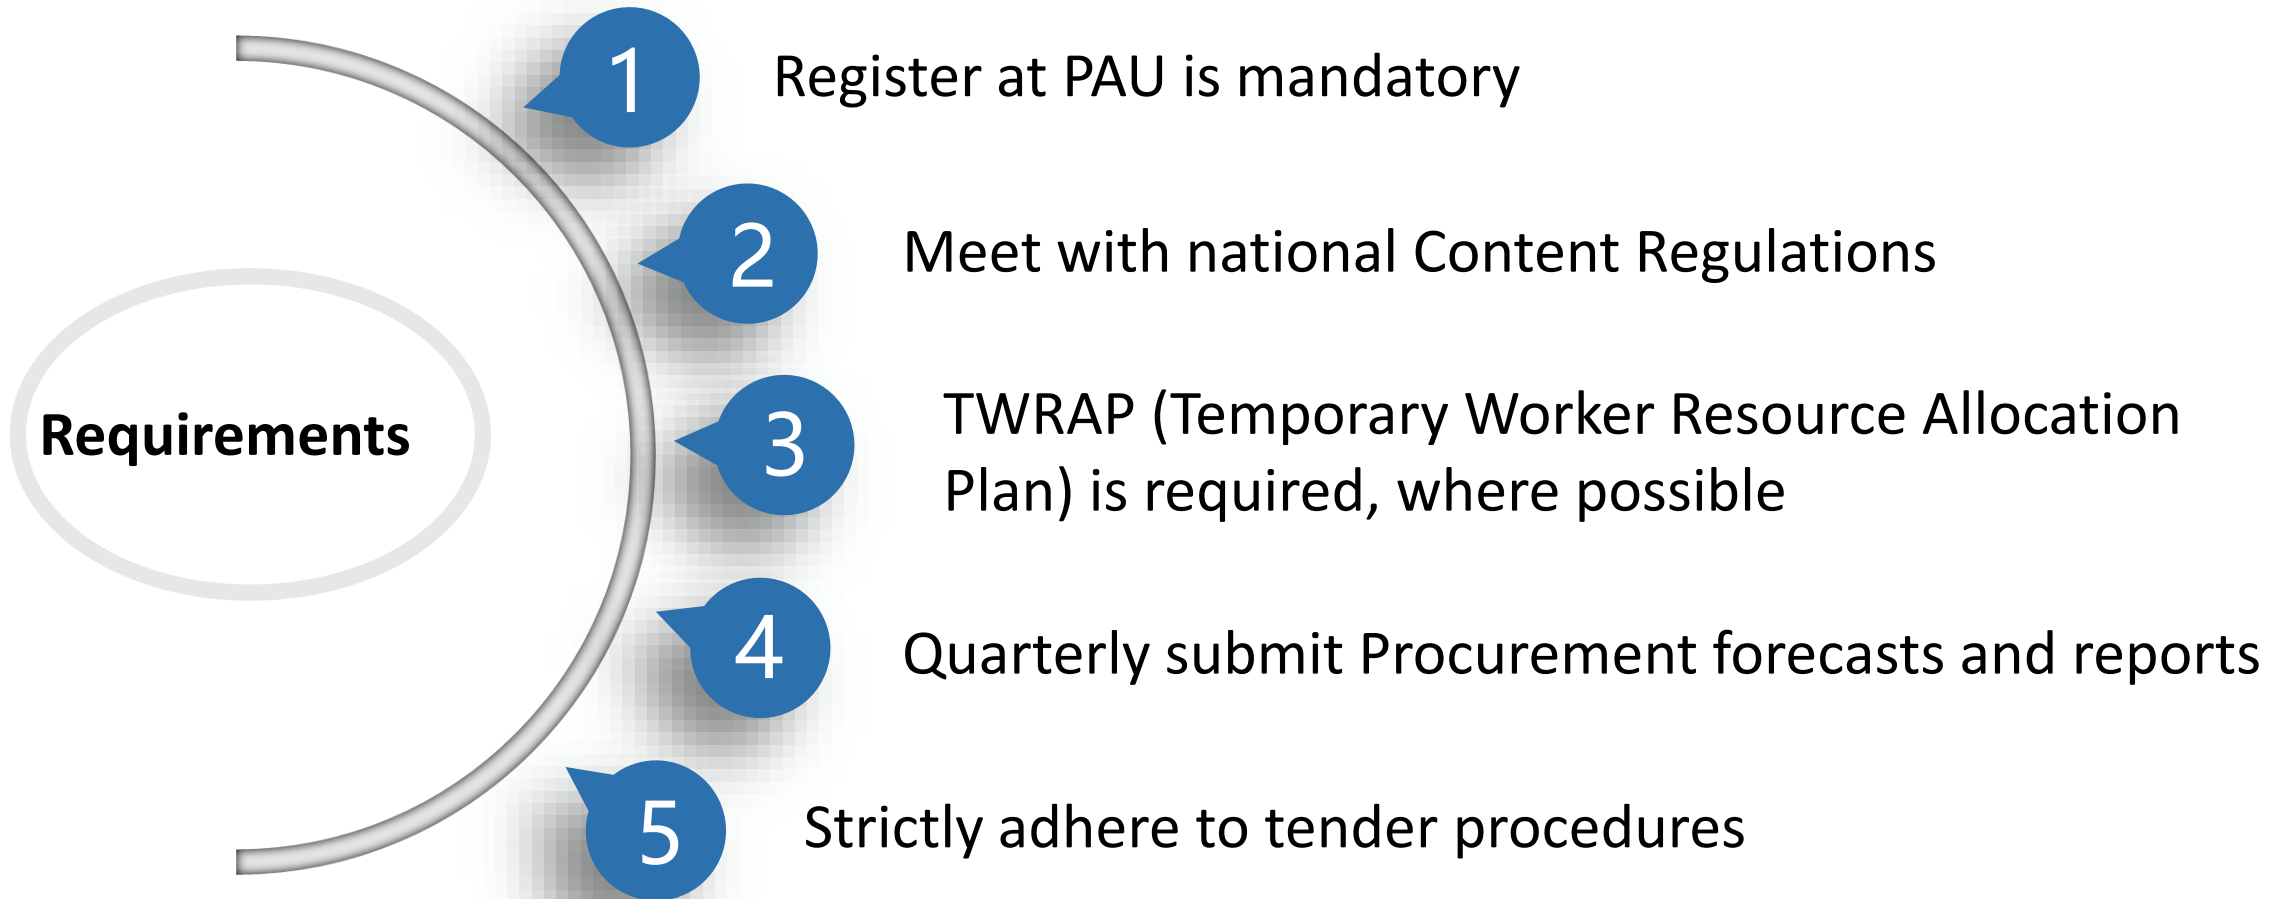 Requirements
1
Register at PAU is mandatory
2
Meet with national Content Regulations
3
TWRAP (Temporary Worker Resource Allocation
Plan) is required, where possible
4
Quarterly submit Procurement forecasts and reports
5
Strictly adhere to tender procedures